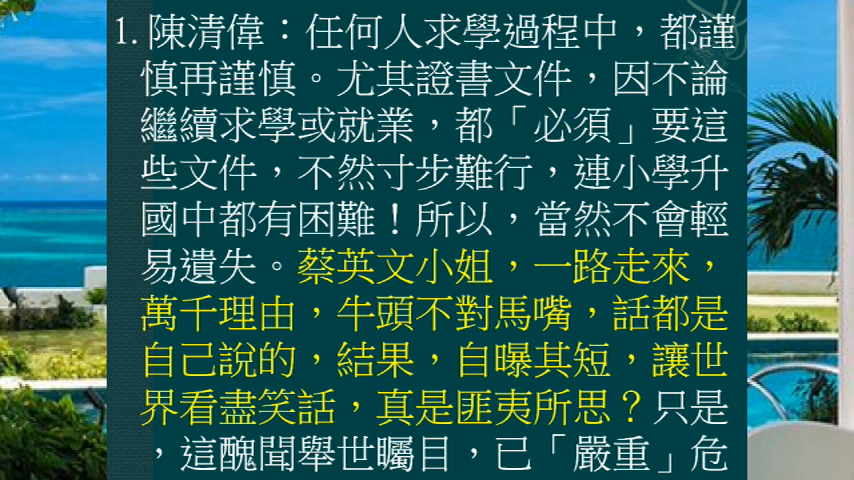 1. 陳清偉：任何人求學過程中，都謹
慎再謹慎。尤其證書文件，因不論
繼續求學或就業，都「必須」要這
些文件，不然寸步難行，連小學升
國中都有困難！所以，當然不會輕
易遺失。蔡英文小姐，一路走來，
萬千理由，牛頭不對馬嘴，話都是
自己說的，結果，自曝其短，讓世
界看盡笑話，真是匪夷所思？只是
，這醜聞舉世矚目，已「嚴重」危